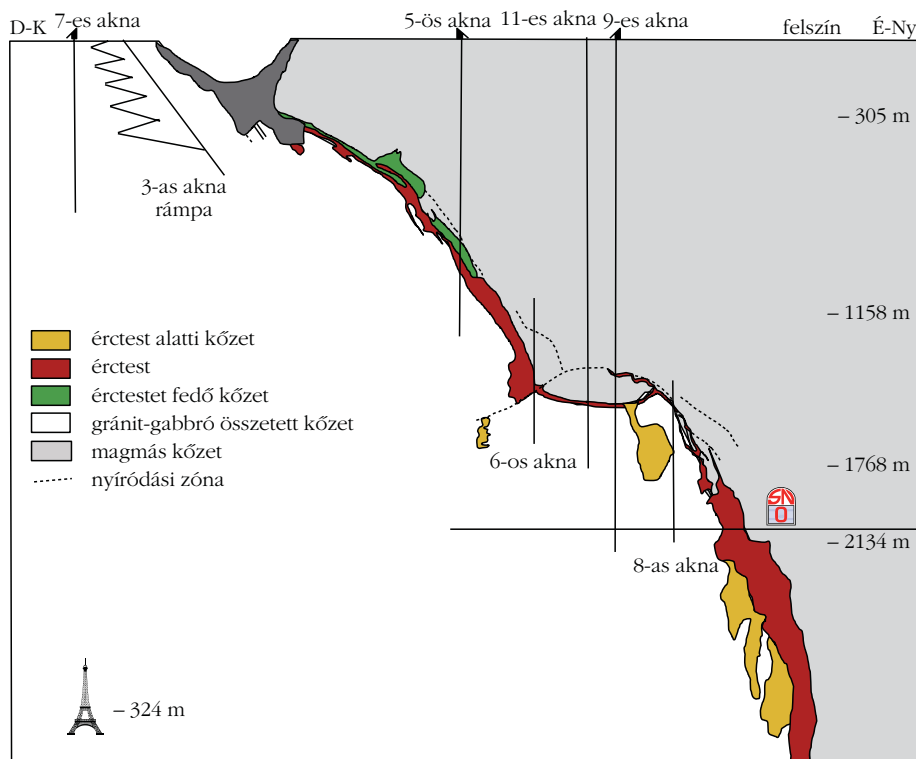 D-K
7-es akna
5-ös akna
11-es akna
9-es akna
felszín
É-Ny
– 305 m
3-as akna
rámpa
– 1158 m
érctest alatti kőzet
érctest
érctestet fedő kőzet
gránit-gabbró összetett kőzet
magmás kőzet
nyíródási zóna
6-os akna
– 1768 m
SN
O
– 2134 m
8-as akna
– 324 m